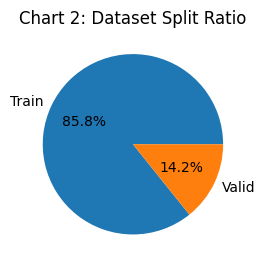 Chart 2: Dataset Split Ratio
Train
85.8%
14.2%
Valid